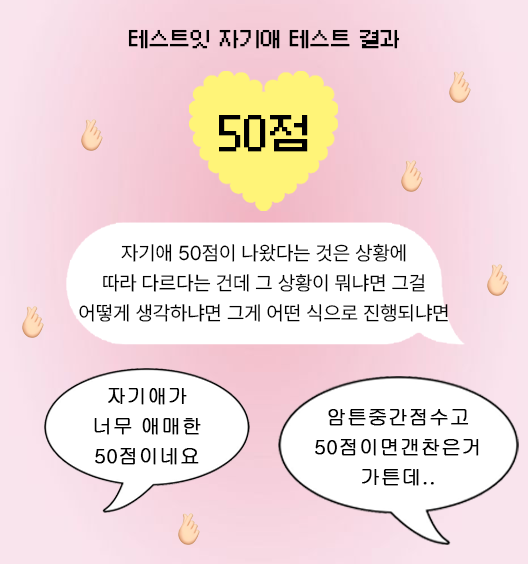 테스트잇 자기애 테스트 결과
50점
자기애 50점이 나왔다는 것은 상황에
따라 다르다는 건데 그 상황이 뭐냐면 그걸
어떻게 생각하냐면 그게 어떤 식으로 진행되냐면
자기애가
너무 애매한
50점이네요
암튼중간점수고
50점이면갠찬은거
가튼데..